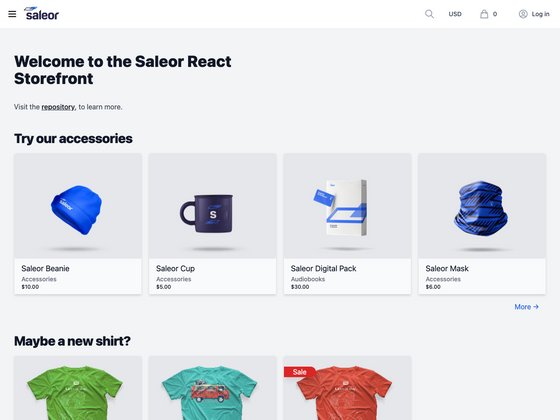 saleor
USD
0
Log in
Welcome to the Saleor React
Storefront
Visit the repository, to learn more.
Try our accessories
saleor
S
Saleor Beanie
Accessories
$10.00
Saleor Cup
Accessories
$5.00
Saleor Digital Pack
Audiobooks
$30.00
Saleor Mask
Accessories
$6.00
More →
Maybe a new shirt?
Sale